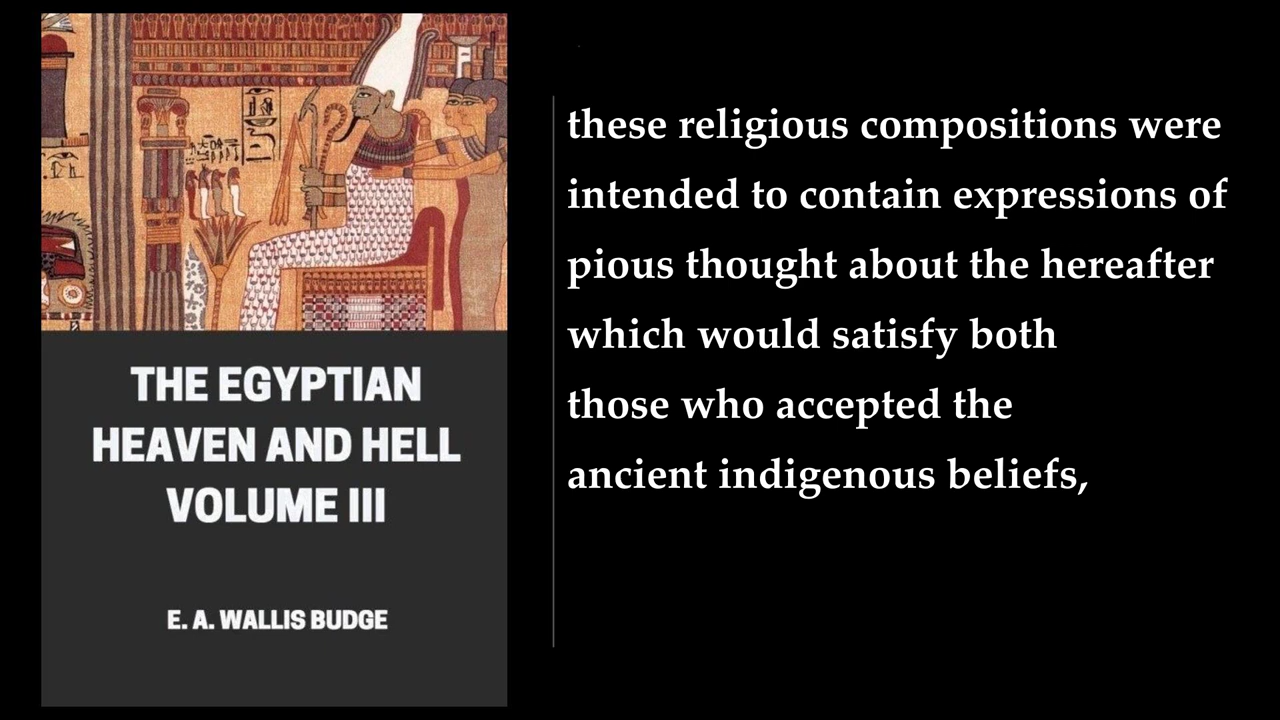 THE EGYPTIAN
HEAVEN AND HELL
VOLUME III
E. A. WALLIS BUDGE
these religious compositions were
intended to contain expressions of
pious thought about the hereafter
which would satisfy both
those who accepted the
ancient indigenous beliefs,